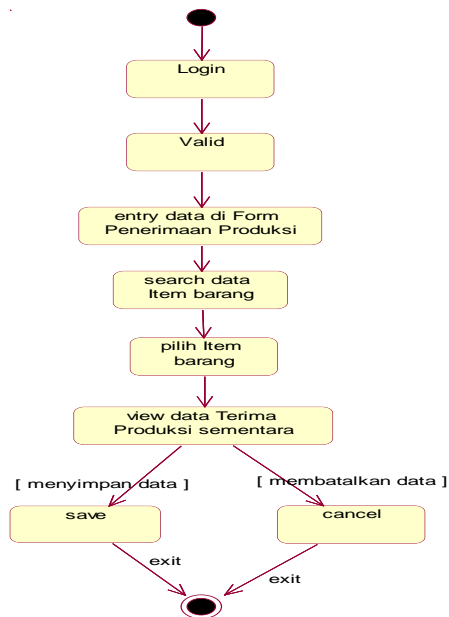 Login
Valid
entry data di Form
Penerimaan Produksi
search data
Item barang
pilih Item
barang
view data Terima
Produksi sementara
[ menyimpan data ]
[ membatalkan data ]
save
cancel
exit
exit